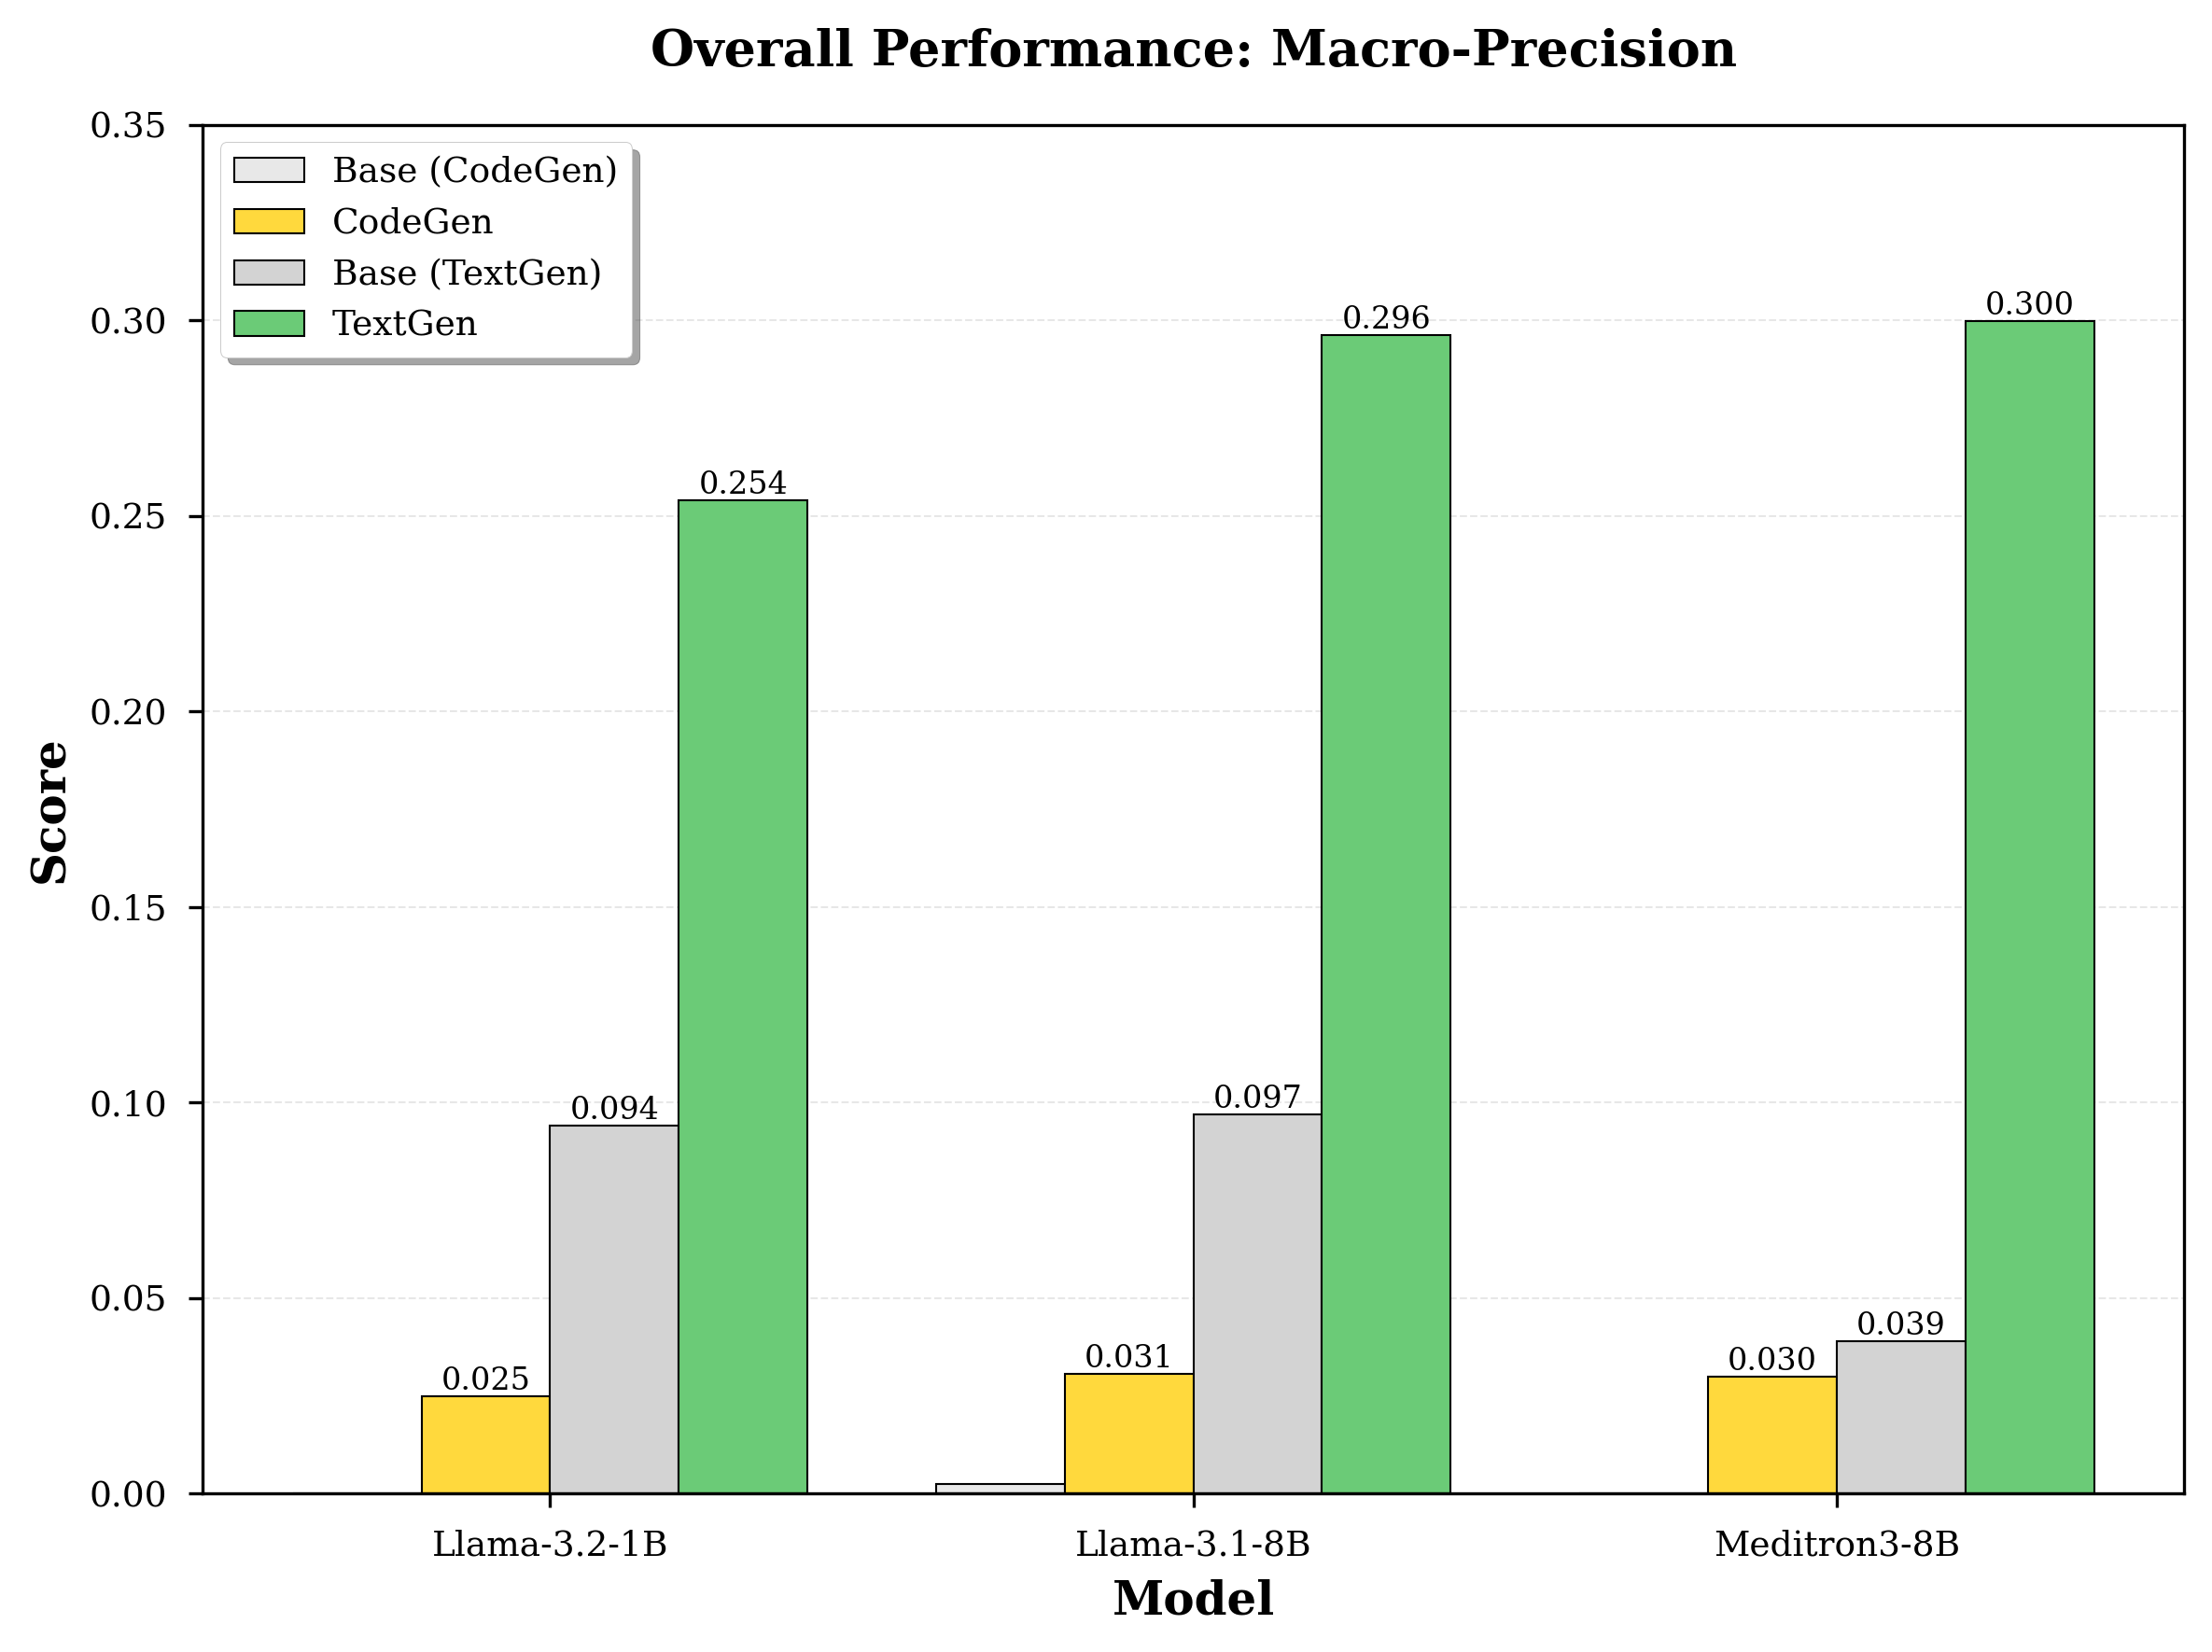 Overall Performance: Macro-Precision
0.35
0.30
0.25
0.20
0.15
0.10
0.05
0.00
Score
Base (CodeGen)
CodeGen
Base (TextGen)
TextGen
0.025
0.094
0.254
0.031
0.097
0.296
0.030
0.039
0.300
Llama-3.2-1B
Llama-3.1-8B
Meditron3-8B
Model